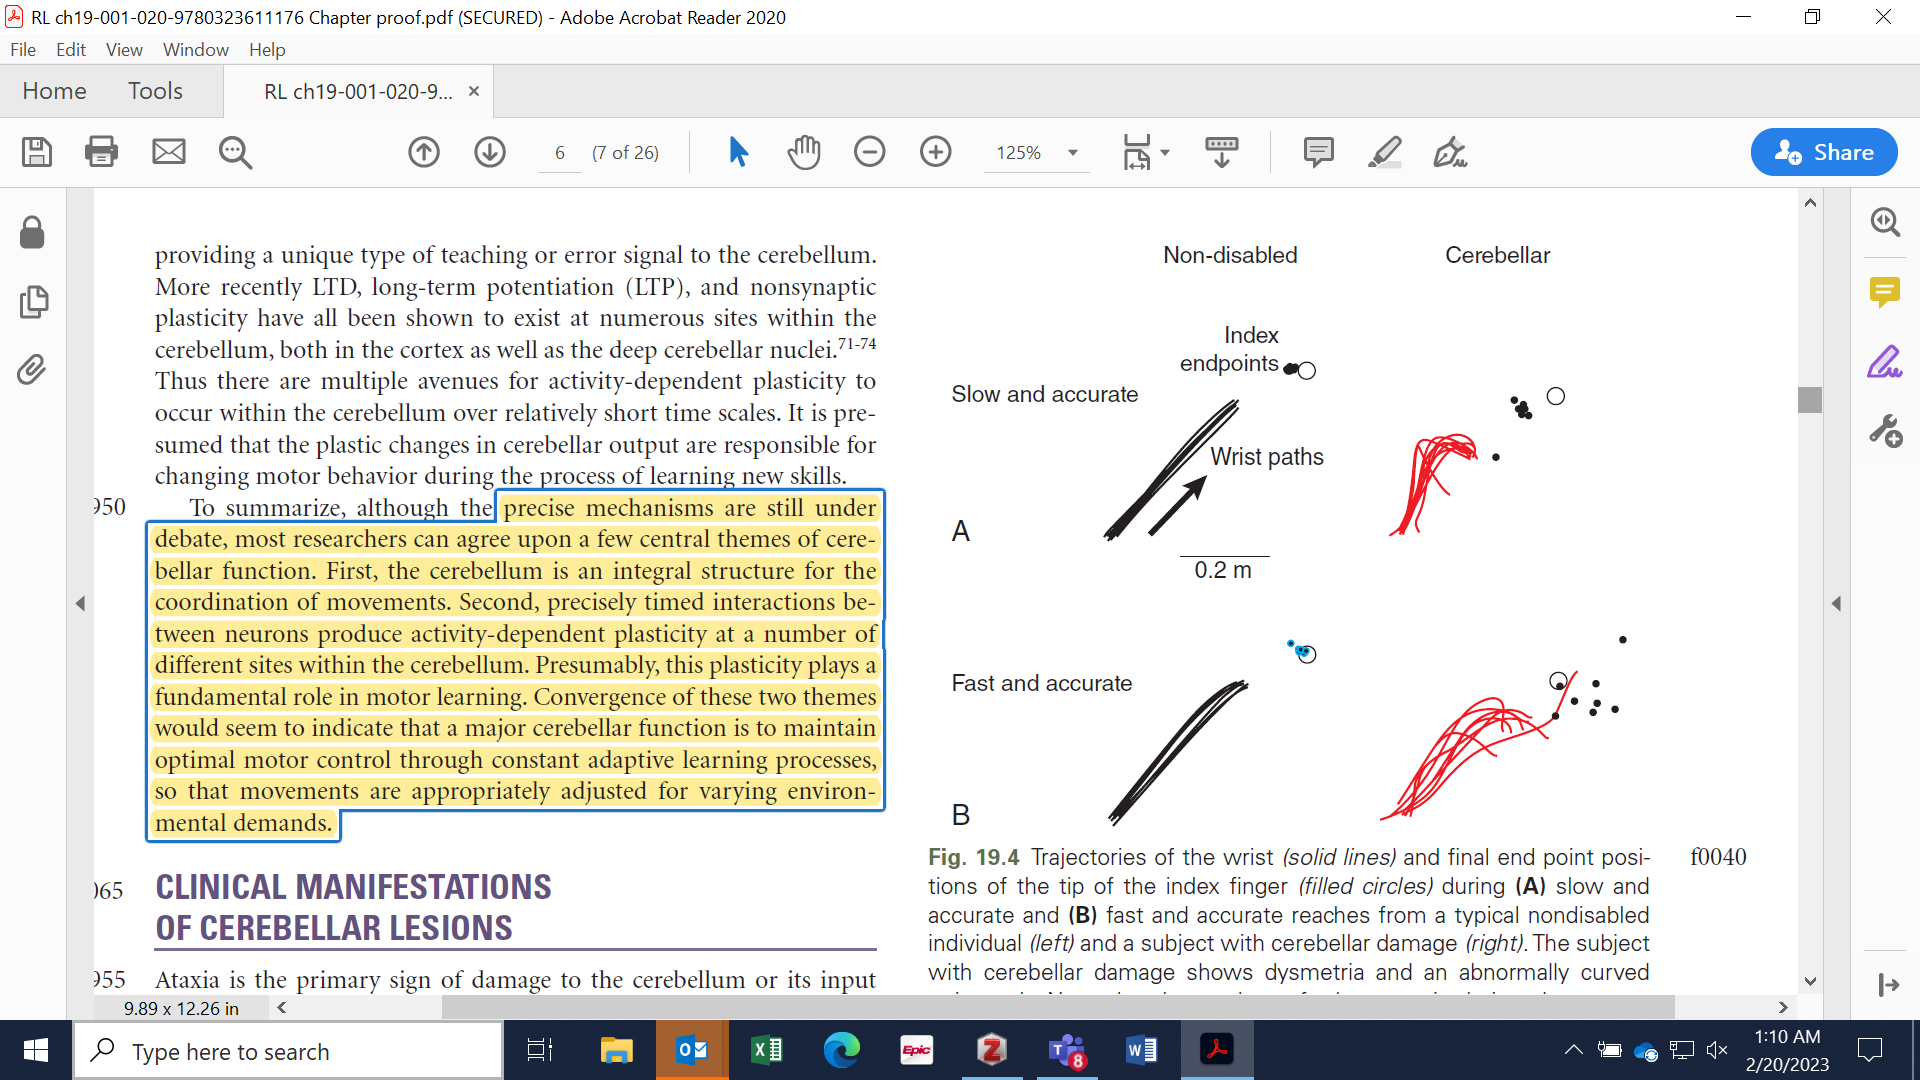 RL ch19-001-020-9780323611176 Chapter proof.pdf (SECURED) - Adobe Acrobat Reader 2020
File Edit View Window Help
Home Tools RL ch19-001-020-9... ×
6 (7 of 26) 125% Share
providing a unique type of teaching or error signal to the cerebellum.
More recently LTD, long-term potentiation (LTP), and nonsynaptic
plasticity have all been shown to exist at numerous sites within the
cerebellum, both in the cortex as well as the deep cerebellar nuclei.71-74
Thus there are multiple avenues for activity-dependent plasticity to
occur within the cerebellum over relatively short time scales. It is pre-
sumed that the plastic changes in cerebellar output are responsible for
changing motor behavior during the process of learning new skills.
950 To summarize, although the precise mechanisms are still under
debate, most researchers can agree upon a few central themes of cere-
bellar function. First, the cerebellum is an integral structure for the
coordination of movements. Second, precisely timed interactions be-
tween neurons produce activity-dependent plasticity at a number of
different sites within the cerebellum. Presumably, this plasticity plays a
fundamental role in motor learning. Convergence of these two themes
would seem to indicate that a major cerebellar function is to maintain
optimal motor control through constant adaptive learning processes,
so that movements are appropriately adjusted for varying environ-
mental demands.
065 CLINICAL MANIFESTATIONS
OF CEREBELLAR LESIONS
955 Ataxia is the primary sign of damage to the cerebellum or its input
Non-disabled Cerebellar
Index
endpoints
Slow and accurate
Wrist paths
A
0.2 m
Fast and accurate
B
Fig. 19.4 Trajectories of the wrist (solid lines) and final end point posi-
tions of the tip of the index finger (filled circles) during (A) slow and
accurate and (B) fast and accurate reaches from a typical nondisabled
individual (left) and a subject with cerebellar damage (right). The subject
with cerebellar damage shows dysmetria and an abnormally curved
f0040
9.89 x 12.26 in
Type here to search
Epic
8
1:10 AM
2/20/2023